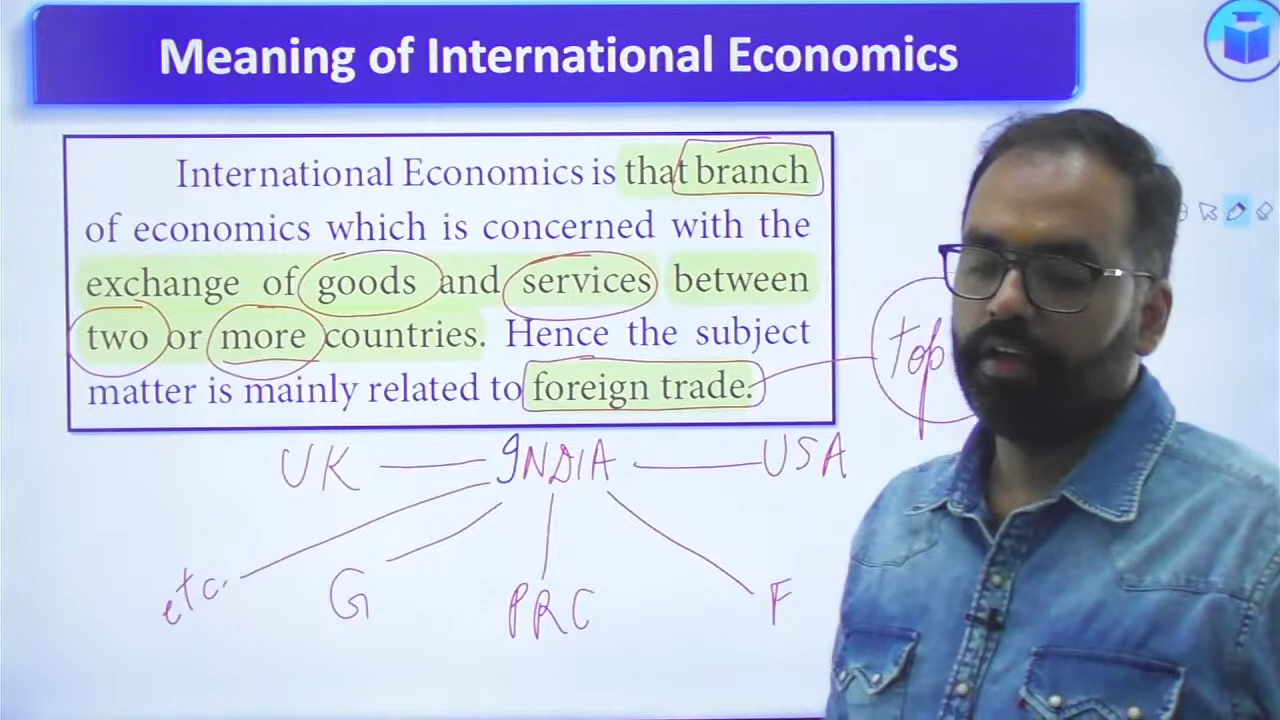 Meaning of International Economics
International Economics is that branch
of economics which is concerned with the
exchange of goods and services between
two or more countries. Hence the subject
matter is mainly related to foreign trade.
top
UK INDIA USA
etc. G PRC F